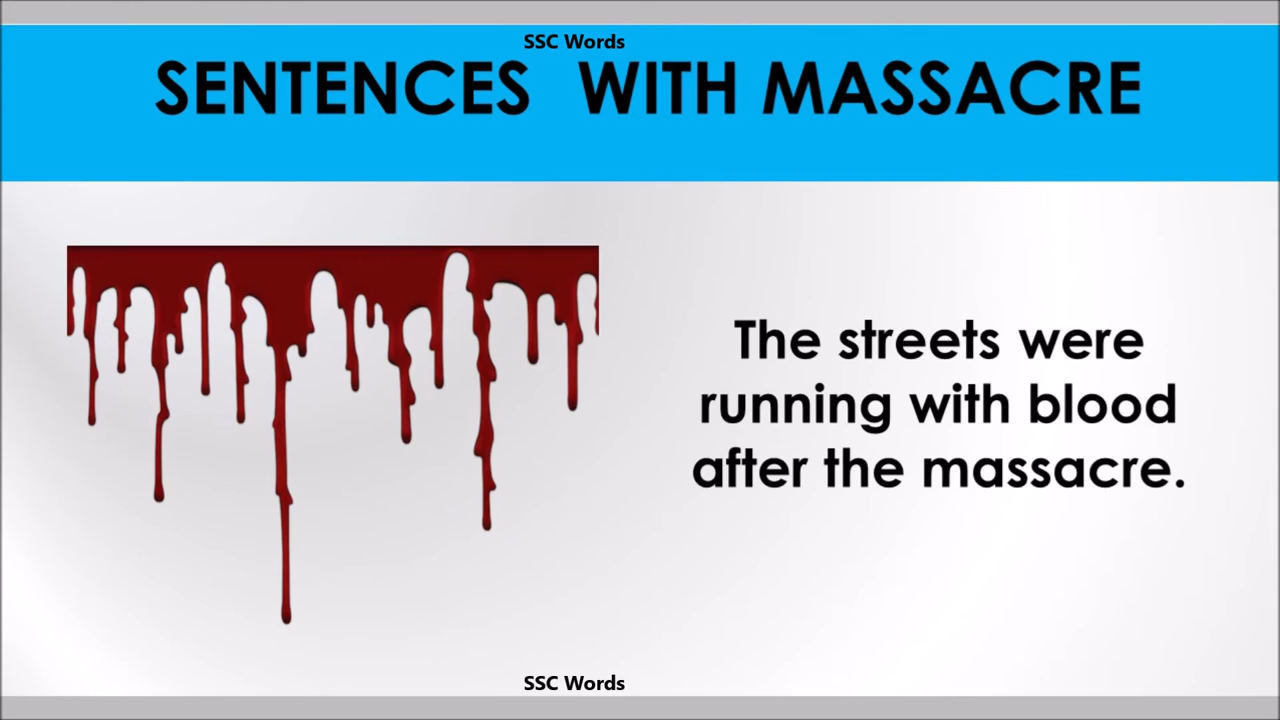 SSC Words
SENTENCES WITH MASSACRE
The streets were
running with blood
after the massacre.
SSC Words